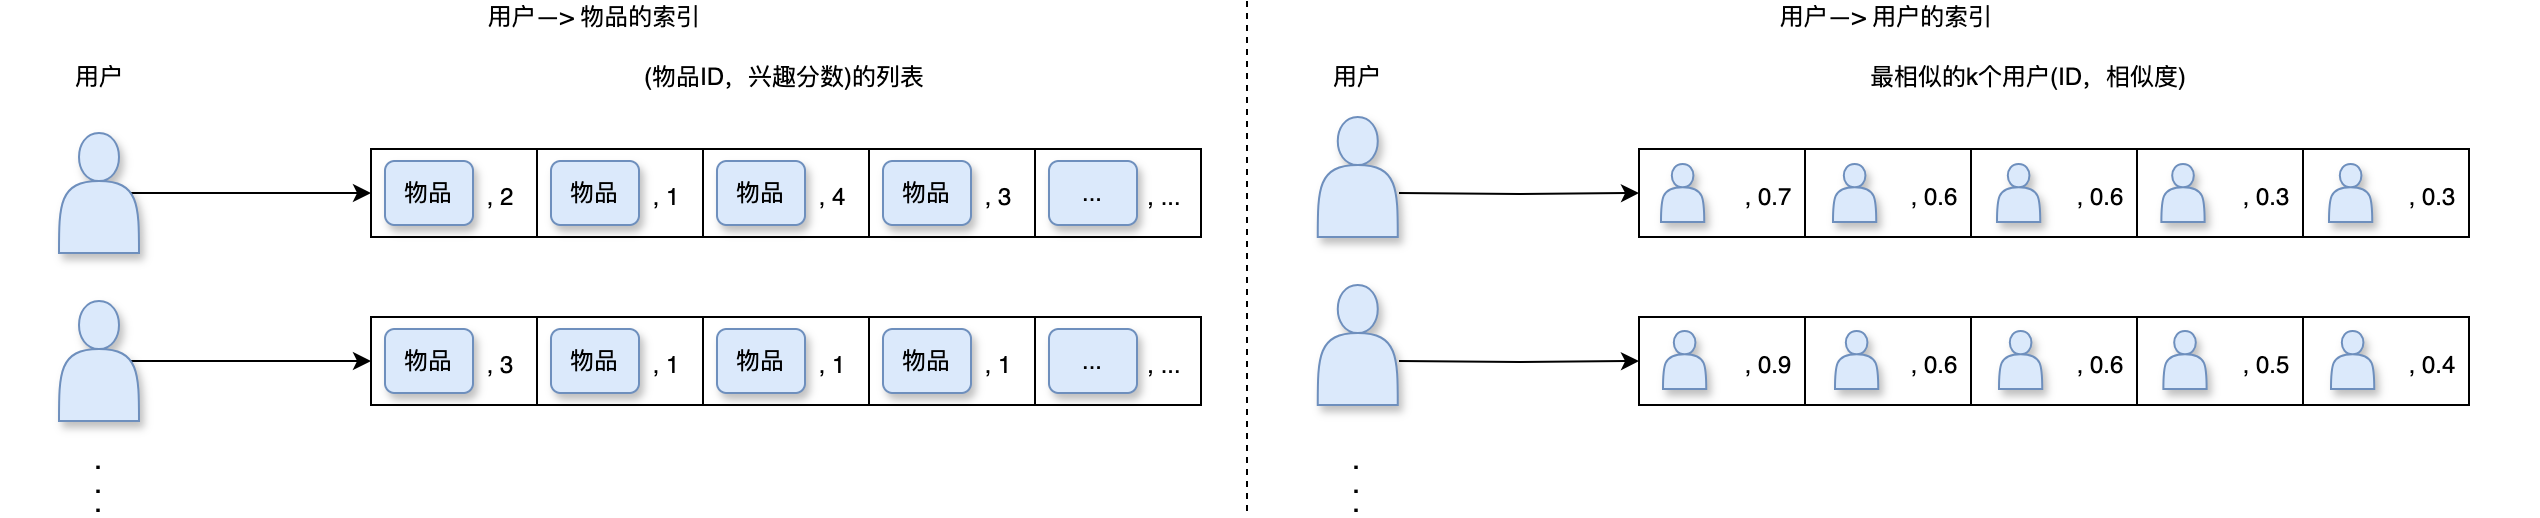 用户—> 物品的索引
用户
(物品ID，兴趣分数)的列表
物品 , 2 物品 , 1 物品 , 4 物品 , 3 ... , ...
物品 , 3 物品 , 1 物品 , 1 物品 , 1 ... , ...
.
.
.
用户—> 用户的索引
用户
最相似的k个用户(ID，相似度)
, 0.7 , 0.6 , 0.6 , 0.3 , 0.3
, 0.9 , 0.6 , 0.6 , 0.5 , 0.4
.
.
.